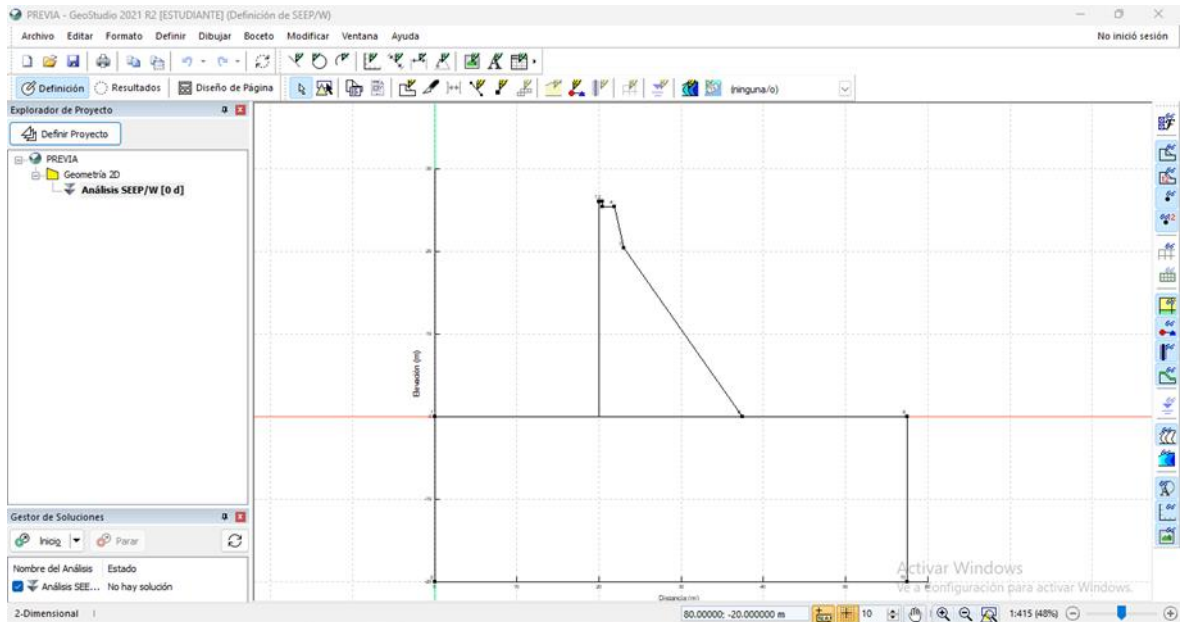 PREVIA - GeoStudio 2021 R2 [ESTUDIANTE] (Definición de SEEP/W)
Archivo Editar Formato Definir Dibujar Boceto Modificar Ventana Ayuda
No inició sesión
Definición Resultados Diseño de Página (ninguna/o)
Explorador de Proyecto
Definir Proyecto
PREVIA
Geometría 2D
Análisis SEEP/W [0 d]
Elevación (m)
Distancia (m)
Gestor de Soluciones
Inicio Parar
Nombre del Análisis Estado
Análisis SEE... No hay solución
Activar Windows
Ve a Configuración para activar Windows.
2-Dimensional
80.00000; -20.000000 m
10
1:415 (48%)